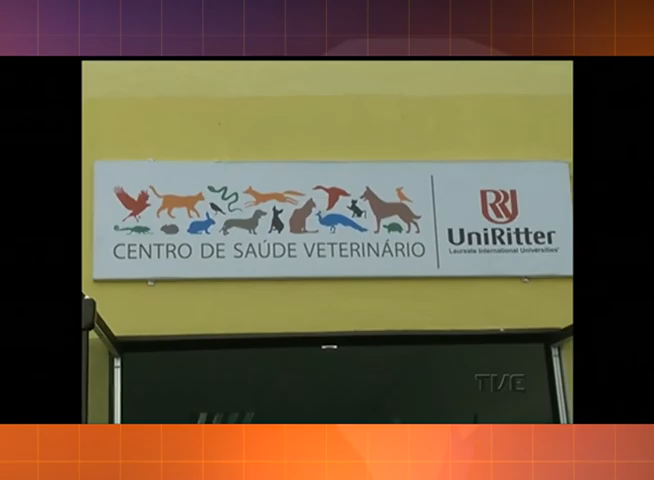 CENTRO DE SAÚDE VETERINÁRIO
UniRitter
Laureate International Universities
TVE